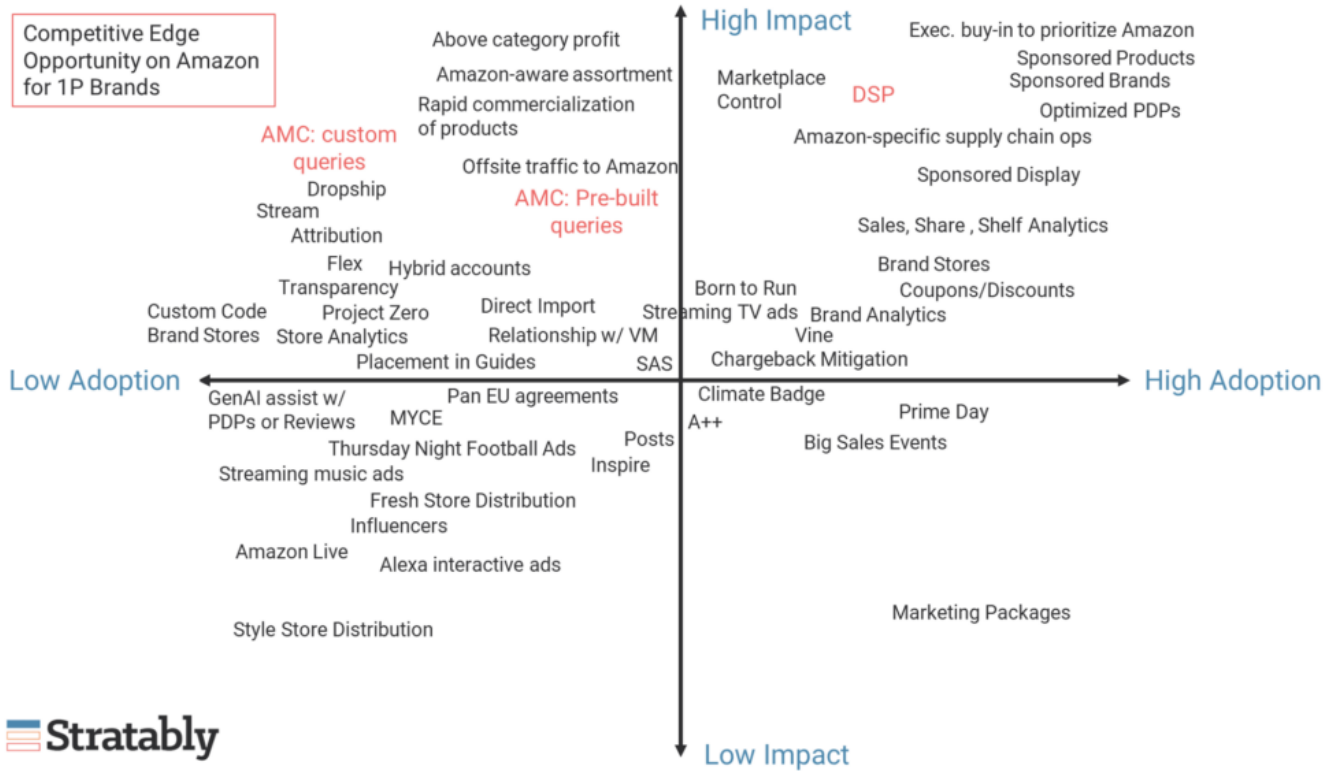 Competitive Edge
Opportunity on Amazon
for 1P Brands
High Impact
Above category profit
Amazon-aware assortment
Rapid commercialization
of products
AMC: custom
queries
Offsite traffic to Amazon
Dropship
AMC: Pre-built
queries
Stream
Attribution
Flex
Hybrid accounts
Transparency
Direct Import
Custom Code
Brand Stores
Project Zero
Store Analytics
Relationship w/ VM
Placement in Guides
SAS
Exec. buy-in to prioritize Amazon
Sponsored Products
Sponsored Brands
Marketplace
Control
DSP
Optimized PDPs
Amazon-specific supply chain ops
Sponsored Display
Sales, Share , Shelf Analytics
Brand Stores
Born to Run
Coupons/Discounts
Streaming TV ads
Brand Analytics
Vine
Chargeback Mitigation
Low Adoption
High Adoption
GenAI assist w/
PDPs or Reviews
Pan EU agreements
MYCE
Posts
Thursday Night Football Ads
Inspire
Streaming music ads
Fresh Store Distribution
Influencers
Amazon Live
Alexa interactive ads
Style Store Distribution
Climate Badge
Prime Day
A++
Big Sales Events
Marketing Packages
Stratably
Low Impact